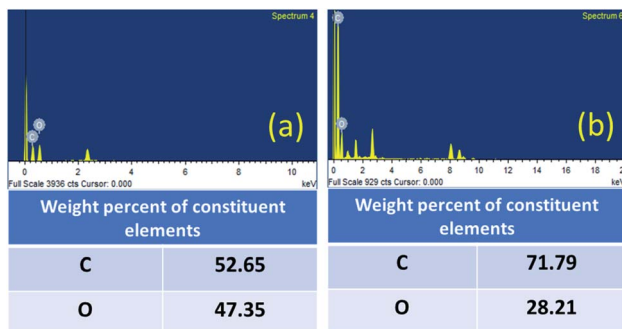 Spectrum 4
C
O
(a)
0 2 4 6 8 10
Full Scale 3936 cts Cursor: 0.000 keV
Weight percent of constituent
elements
C 52.65
O 47.35
Spectrum 6
C
O
(b)
0 2 4 6 8 10 12 14 16 18 2
Full Scale 929 cts Cursor: 0.000 keV
Weight percent of constituent
elements
C 71.79
O 28.21